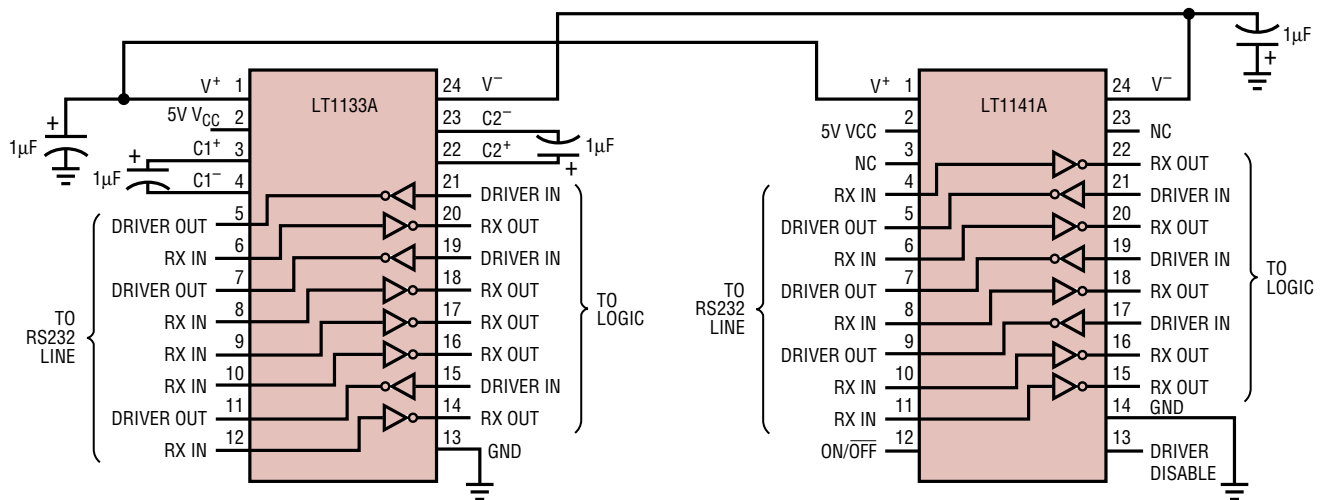 1µF
V+ 1
LT1133A
24 V−
V+ 1
LT1141A
24 V−
5V VCC 2
23 C2−
5V VCC 2
23 NC
1µF
C1+ 3
22 C2+
1µF
NC 3
22 RX OUT
1µF
C1− 4
21 DRIVER IN
RX IN 4
21 DRIVER IN
DRIVER OUT 5
20 RX OUT
DRIVER OUT 5
20 RX OUT
RX IN 6
19 DRIVER IN
RX IN 6
19 DRIVER IN
DRIVER OUT 7
18 RX OUT
DRIVER OUT 7
18 RX OUT
TO
RS232
LINE
RX IN 8
17 RX OUT
TO
LOGIC
TO
RS232
LINE
RX IN 8
17 DRIVER IN
TO
LOGIC
RX IN 9
16 RX OUT
DRIVER OUT 9
16 RX OUT
RX IN 10
15 DRIVER IN
RX IN 10
15 RX OUT
DRIVER OUT 11
14 RX OUT
RX IN 11
14 GND
RX IN 12
13 GND
ON/OFF 12
13 DRIVER
DISABLE
+
+
+
+